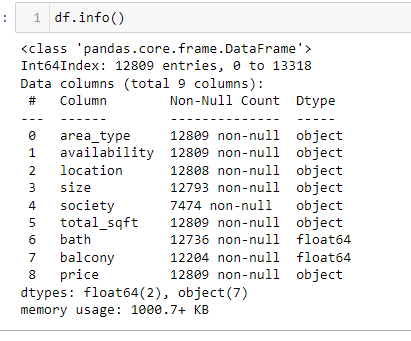 : 1 df.info()
<class 'pandas.core.frame.DataFrame'>
Int64Index: 12809 entries, 0 to 13318
Data columns (total 9 columns):
 #   Column        Non-Null Count  Dtype
---  ------        --------------  -----
 0   area_type     12809 non-null  object
 1   availability  12809 non-null  object
 2   location      12808 non-null  object
 3   size          12793 non-null  object
 4   society       7474 non-null   object
 5   total_sqft    12809 non-null  object
 6   bath          12736 non-null  float64
 7   balcony       12204 non-null  float64
 8   price         12809 non-null  object
dtypes: float64(2), object(7)
memory usage: 1000.7+ KB